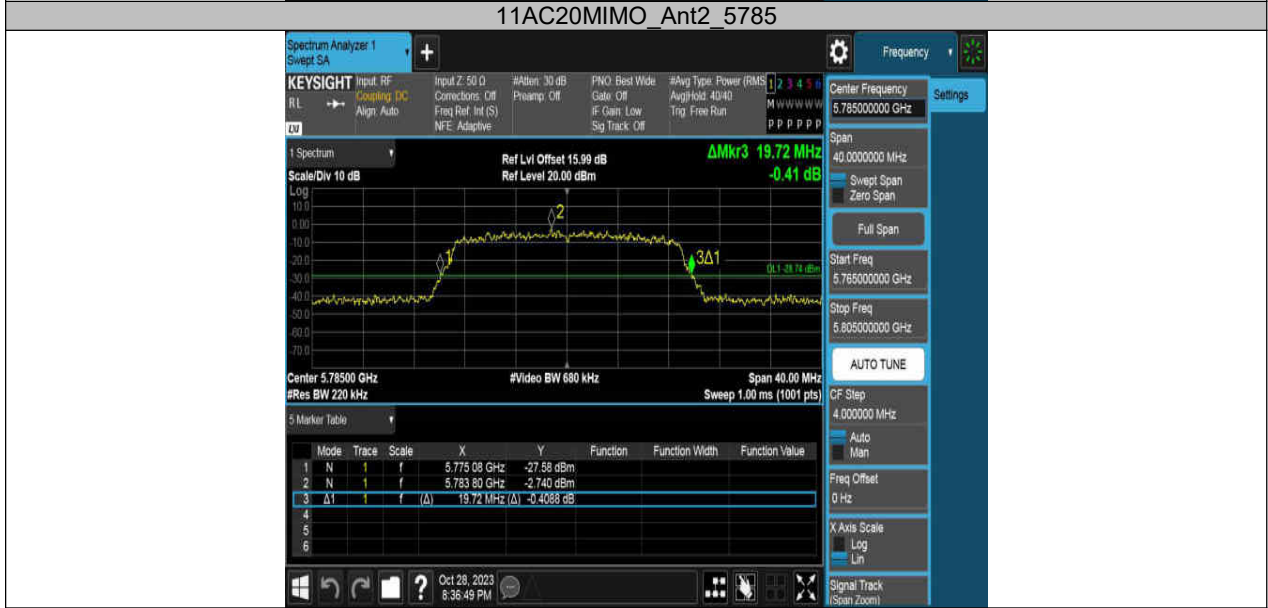 11AC20MIMO_Ant2_5785
Spectrum Analyzer 1
Swept SA
+
Frequency
KEYSIGHT Input: RF Input Z: 50 Ω #Atten: 30 dB PNO: Best Wide #Avg Type: Power (RMS 1 2 3 4 5 6
RL Coupling: DC Corrections: Off Preamp: Off Gate: Off Avg|Hold: 40/40 M W W W W W
Align: Auto Freq Ref: Int (S) IF Gain: Low Trig: Free Run
LXI NFE: Adaptive Sig Track: Off P P P P P P
Center Frequency
5.785000000 GHz
Settings
Span
40.0000000 MHz
Swept Span
Zero Span
Full Span
Start Freq
5.765000000 GHz
Stop Freq
5.805000000 GHz
AUTO TUNE
CF Step
4.000000 MHz
Auto
Man
Freq Offset
0 Hz
X Axis Scale
Log
Lin
Signal Track
(Span Zoom)
1 Spectrum
Ref Lvl Offset 15.99 dB
ΔMkr3 19.72 MHz
Scale/Div 10 dB
Ref Level 20.00 dBm
-0.41 dB
Log
10.0
0.00
-10.0
-20.0
-30.0
-40.0
-50.0
-60.0
-70.0
1
2
3Δ1
DL1 -28.74 dBm
Center 5.78500 GHz #Video BW 680 kHz Span 40.00 MHz
#Res BW 220 kHz Sweep 1.00 ms (1001 pts)
5 Marker Table
Mode Trace Scale X Y Function Function Width Function Value
1 N 1 f 5.775 08 GHz -27.58 dBm
2 N 1 f 5.783 80 GHz -2.740 dBm
3 Δ1 1 f (Δ) 19.72 MHz (Δ) -0.4088 dB
4
5
6
? Oct 28, 2023
8:36:49 PM